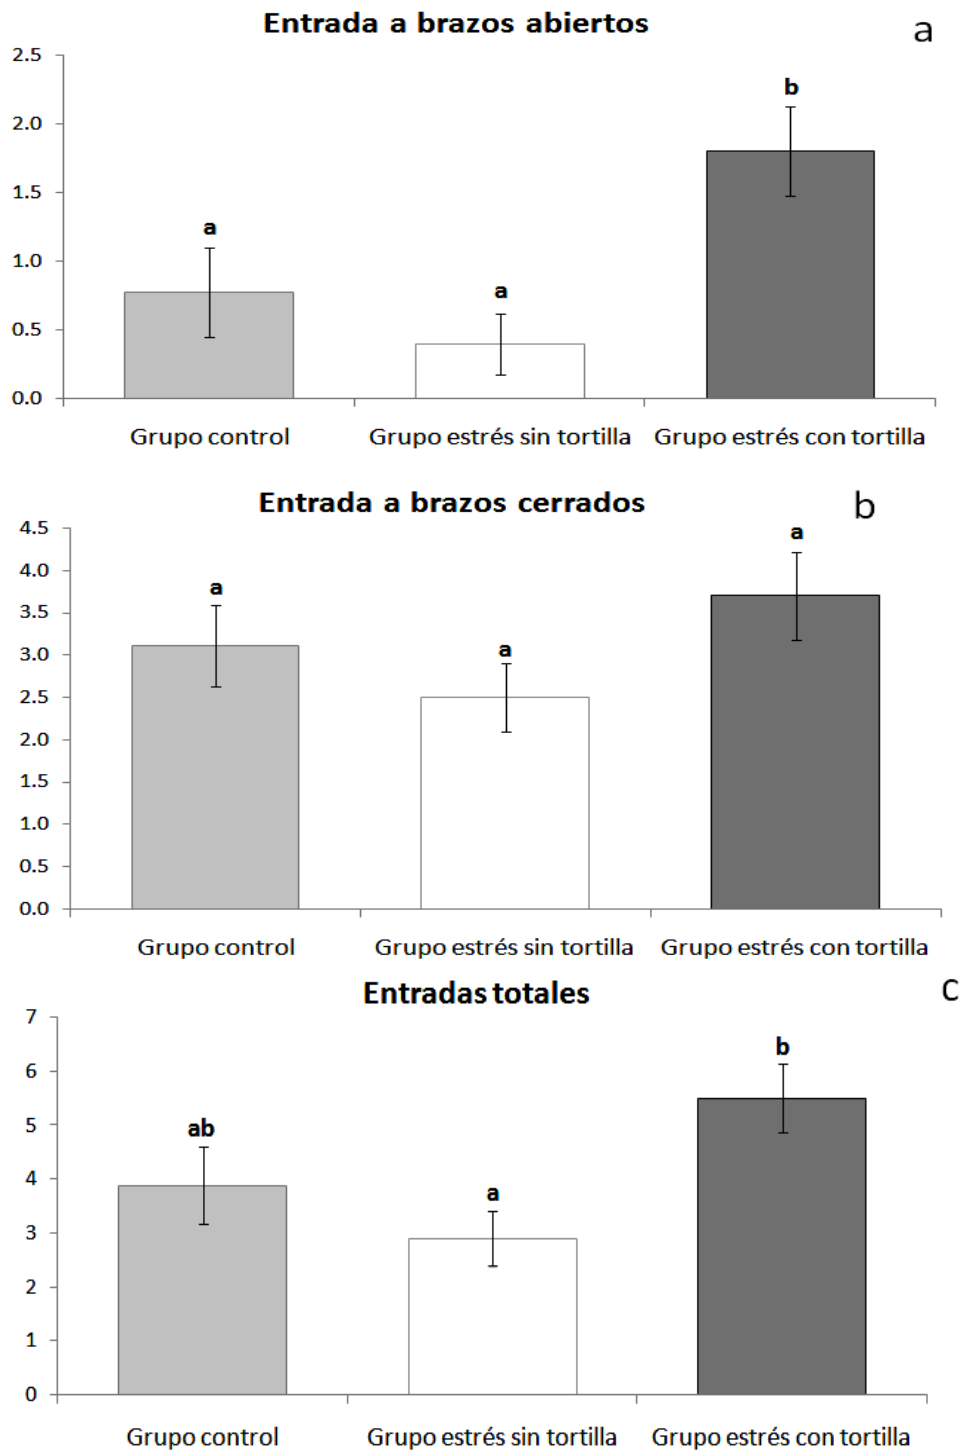 Entrada a brazos abiertos
a
2.5
b
2.0
1.5
a
1.0
a
0.5
0.0
Grupo control Grupo estrés sin tortilla Grupo estrés con tortilla
Entrada a brazos cerrados
b
4.5
a
4.0
a
3.5
a
3.0
2.5
2.0
1.5
1.0
0.5
0.0
Grupo control Grupo estrés sin tortilla Grupo estrés con tortilla
Entradas totales
c
7
b
6
5
ab
4
a
3
2
1
0
Grupo control Grupo estrés sin tortilla Grupo estrés con tortilla